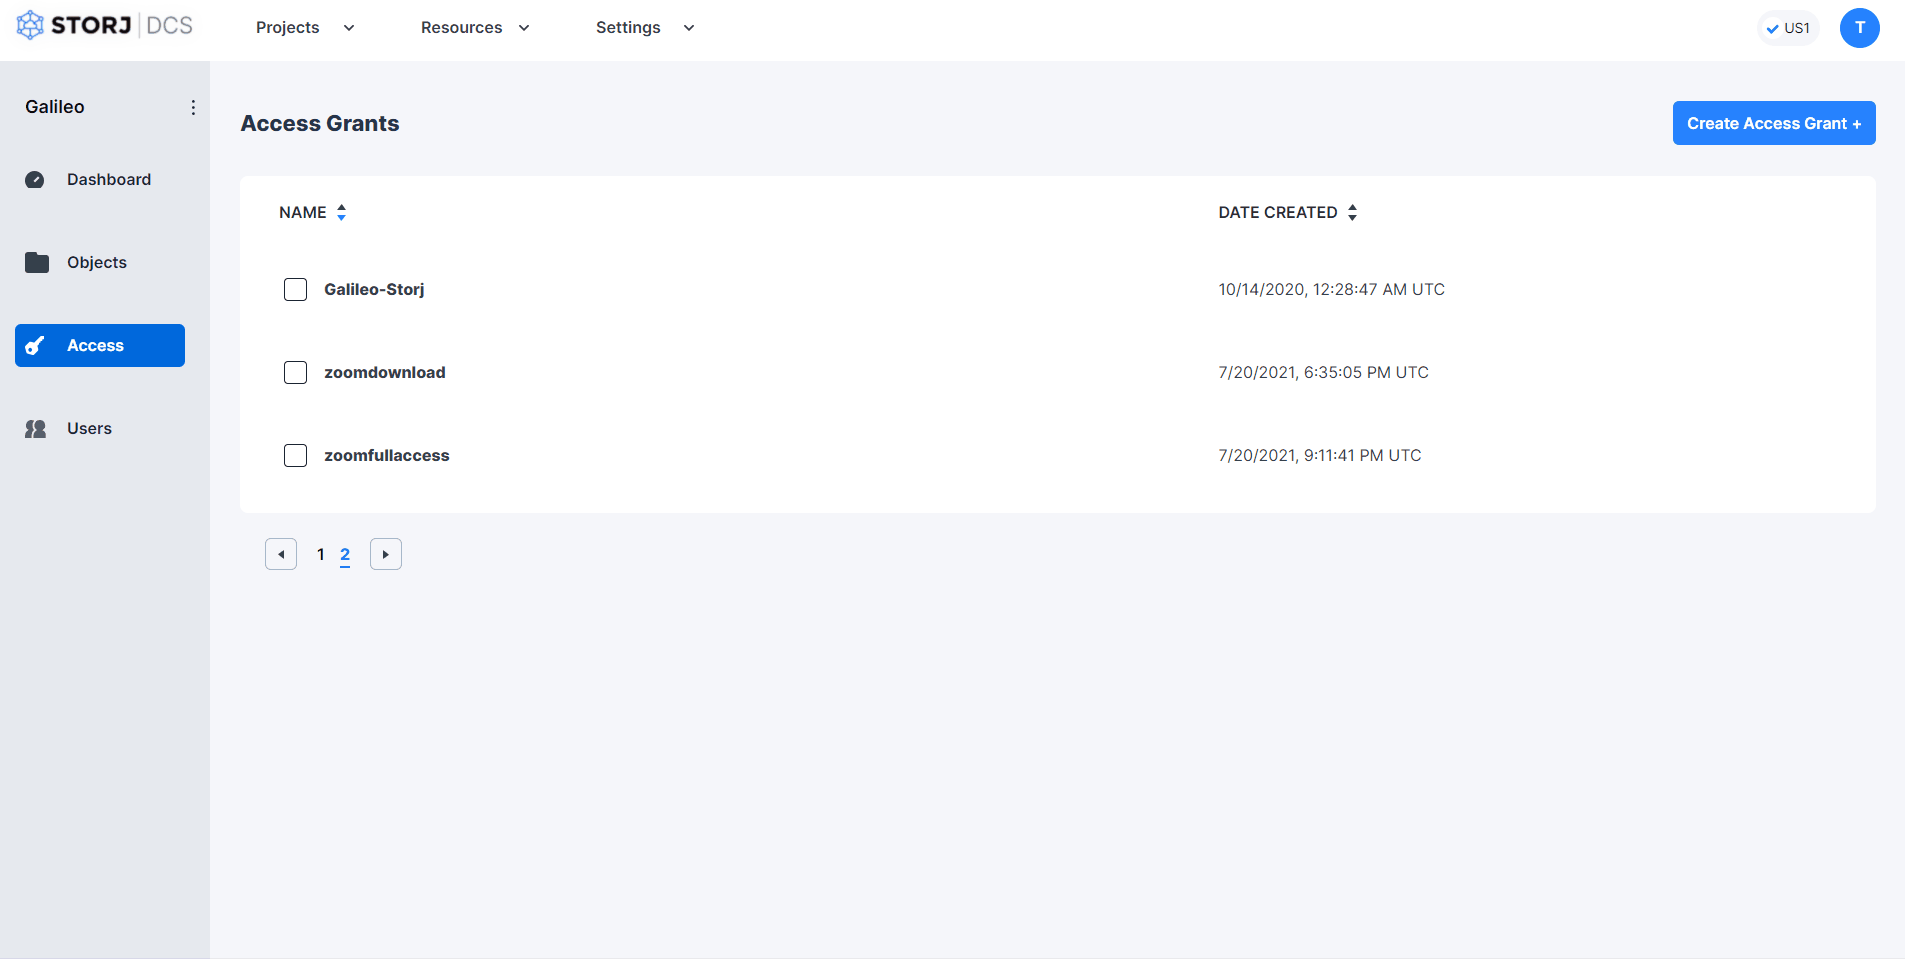 STORJ DCS
Projects
Resources
Settings
US1
T
Galileo
Dashboard
Objects
Access
Users
Access Grants
Create Access Grant +
NAME
DATE CREATED
Galileo-Storj
10/14/2020, 12:28:47 AM UTC
zoomdownload
7/20/2021, 6:35:05 PM UTC
zoomfullaccess
7/20/2021, 9:11:41 PM UTC
1 2